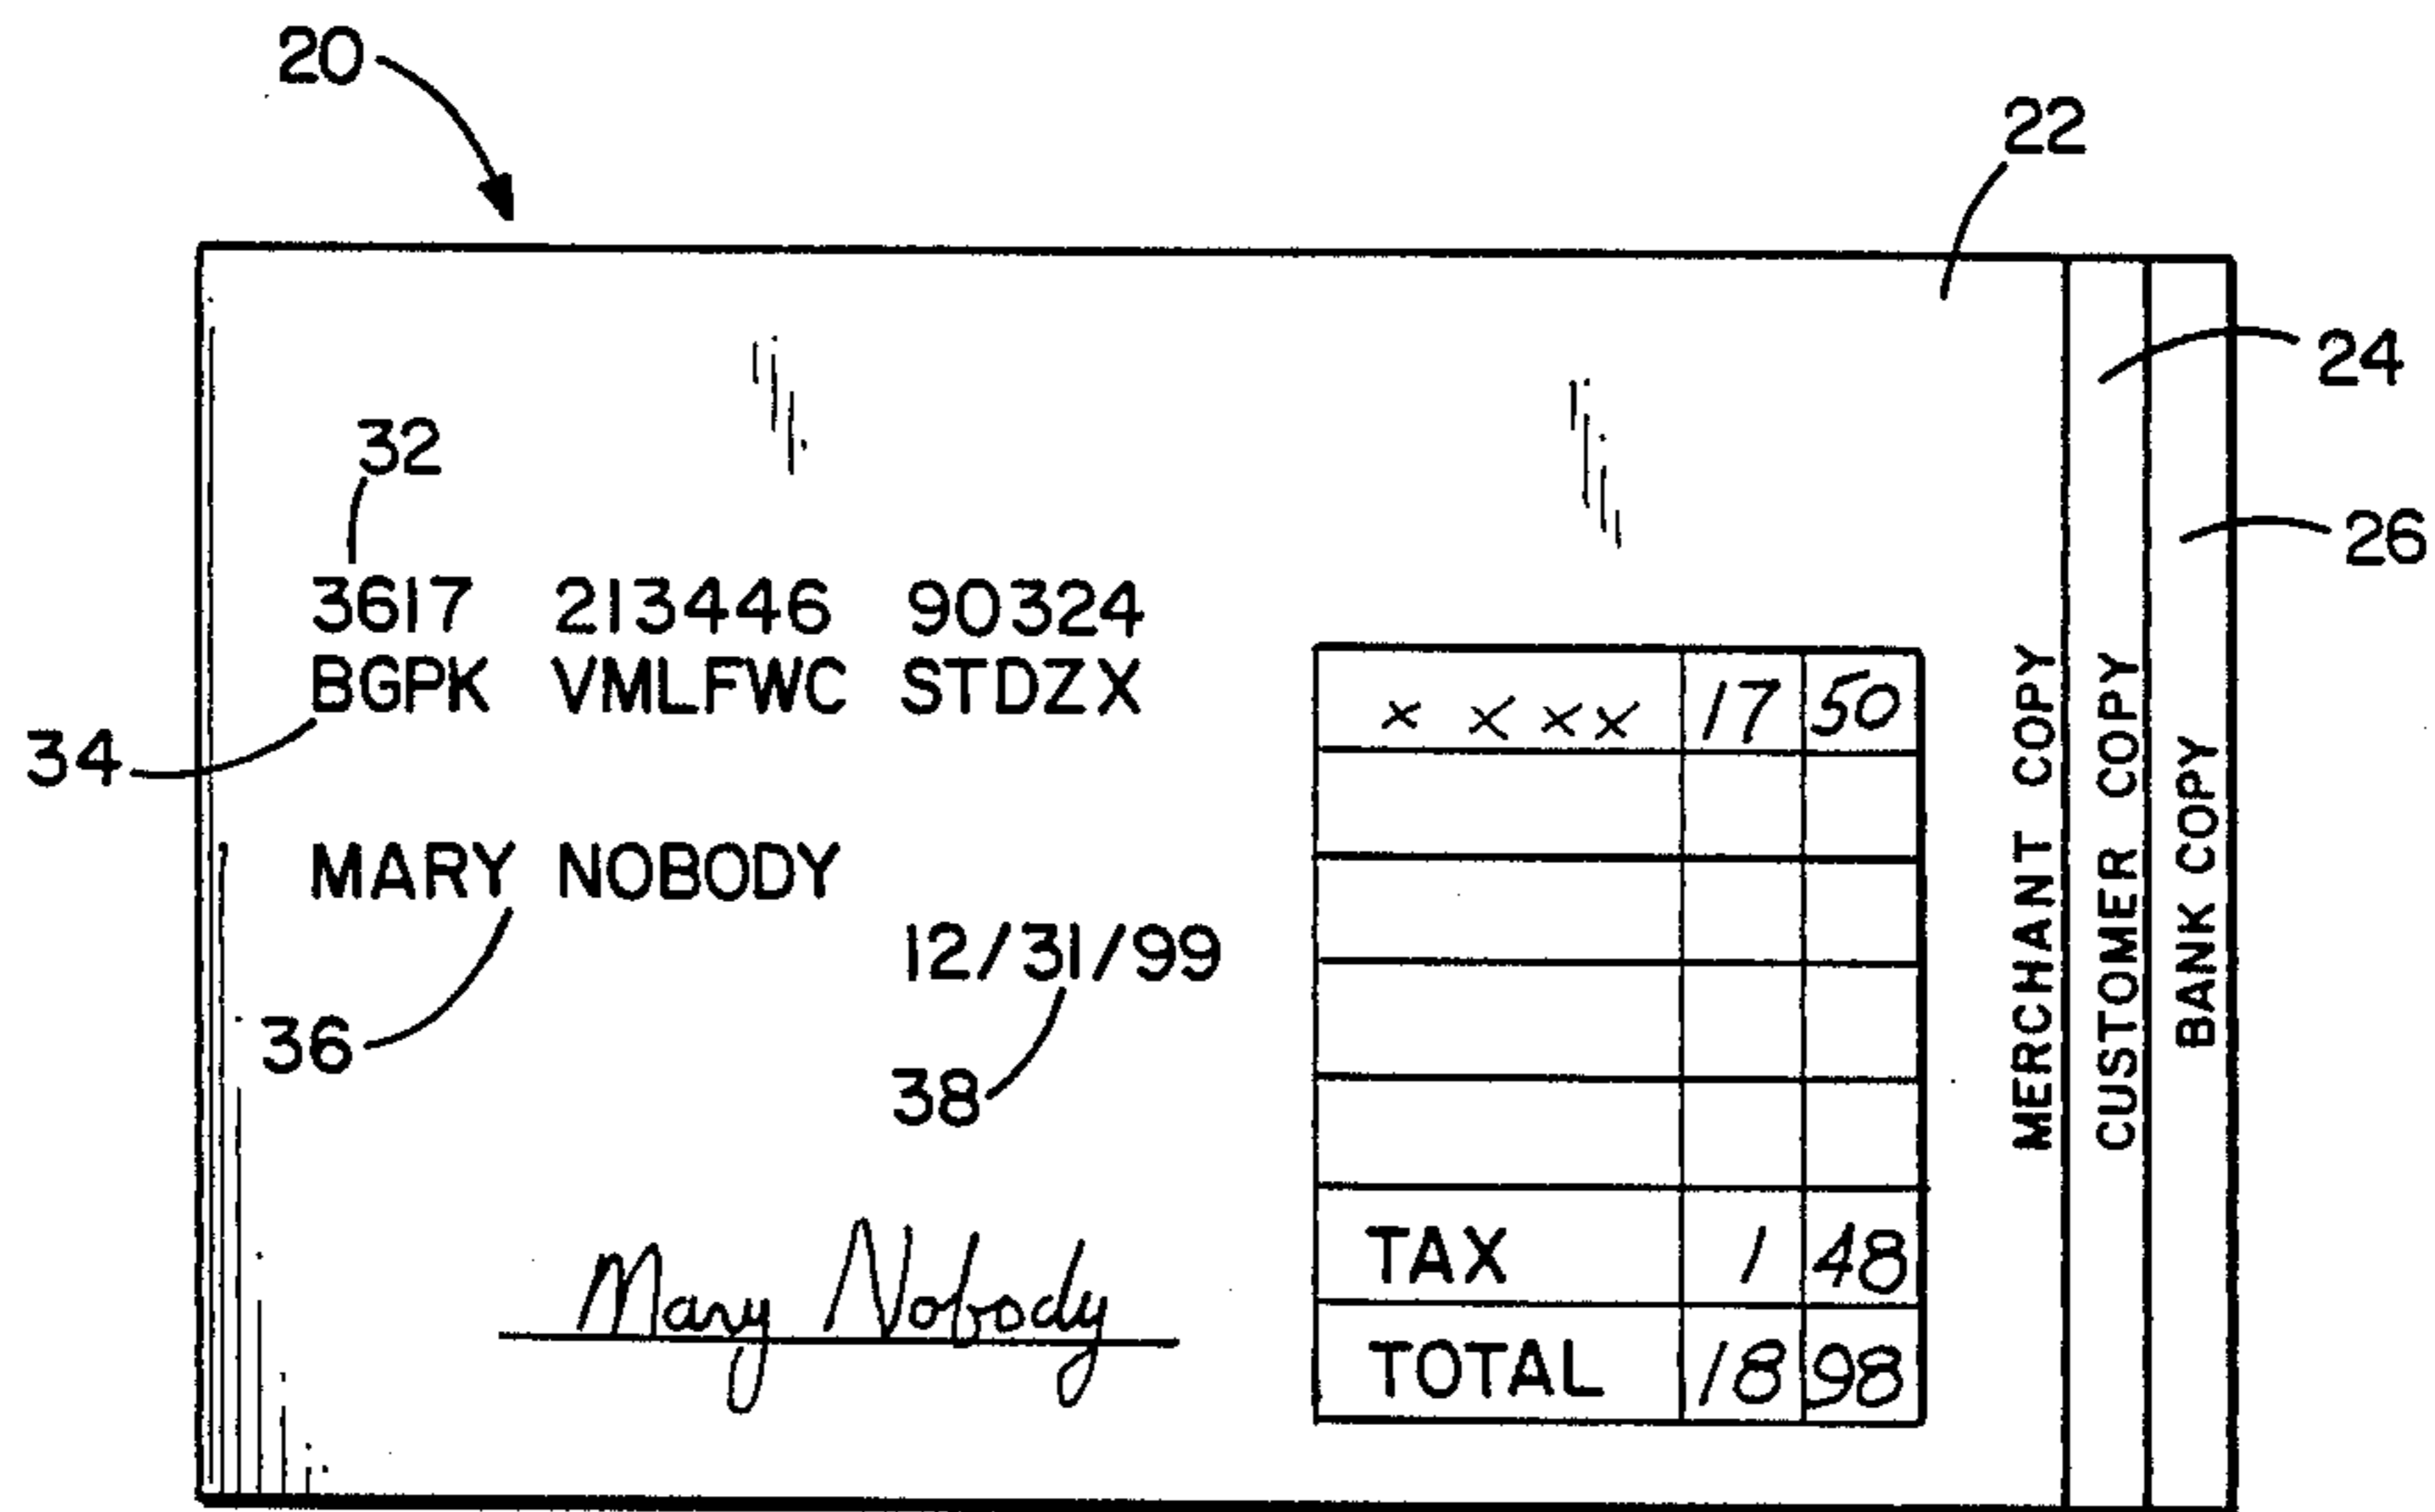 20
22
24
32
26
3617 213446 90324
BGPK VMLFWC STDZX
34
x x x x 17 50
MARY NOBODY
12/31/99
36
38
TAX 1 48
Mary Nobody
TOTAL 18 98
MERCHANT COPY
CUSTOMER COPY
BANK COPY